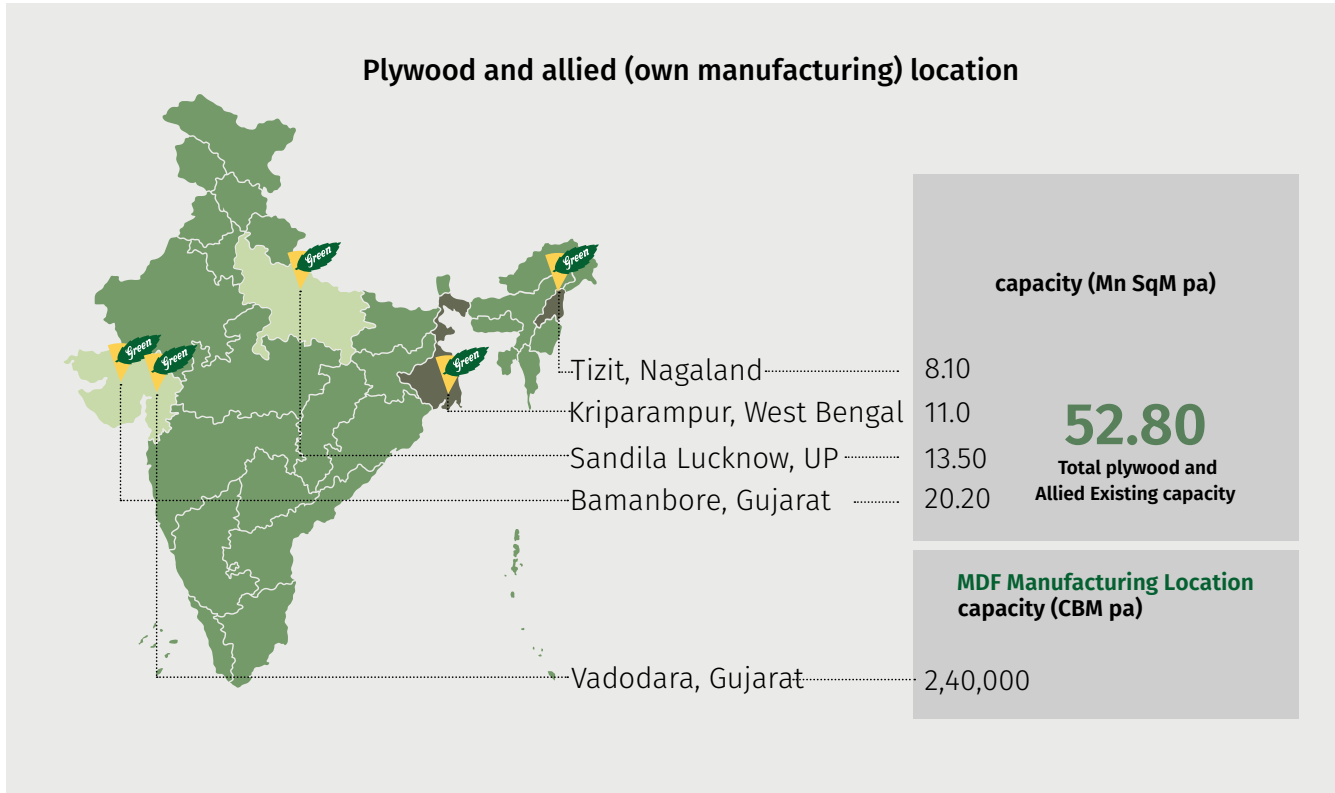 Plywood and allied (own manufacturing) location
capacity (Mn SqM pa)
Green
Green
Green
Green
Green
Tizit, Nagaland 8.10
Kriparampur, West Bengal 11.0
Sandila Lucknow, UP 13.50
Bamanbore, Gujarat 20.20
52.80
Total plywood and
Allied Existing capacity
MDF Manufacturing Location
capacity (CBM pa)
Vadodara, Gujarat 2,40,000